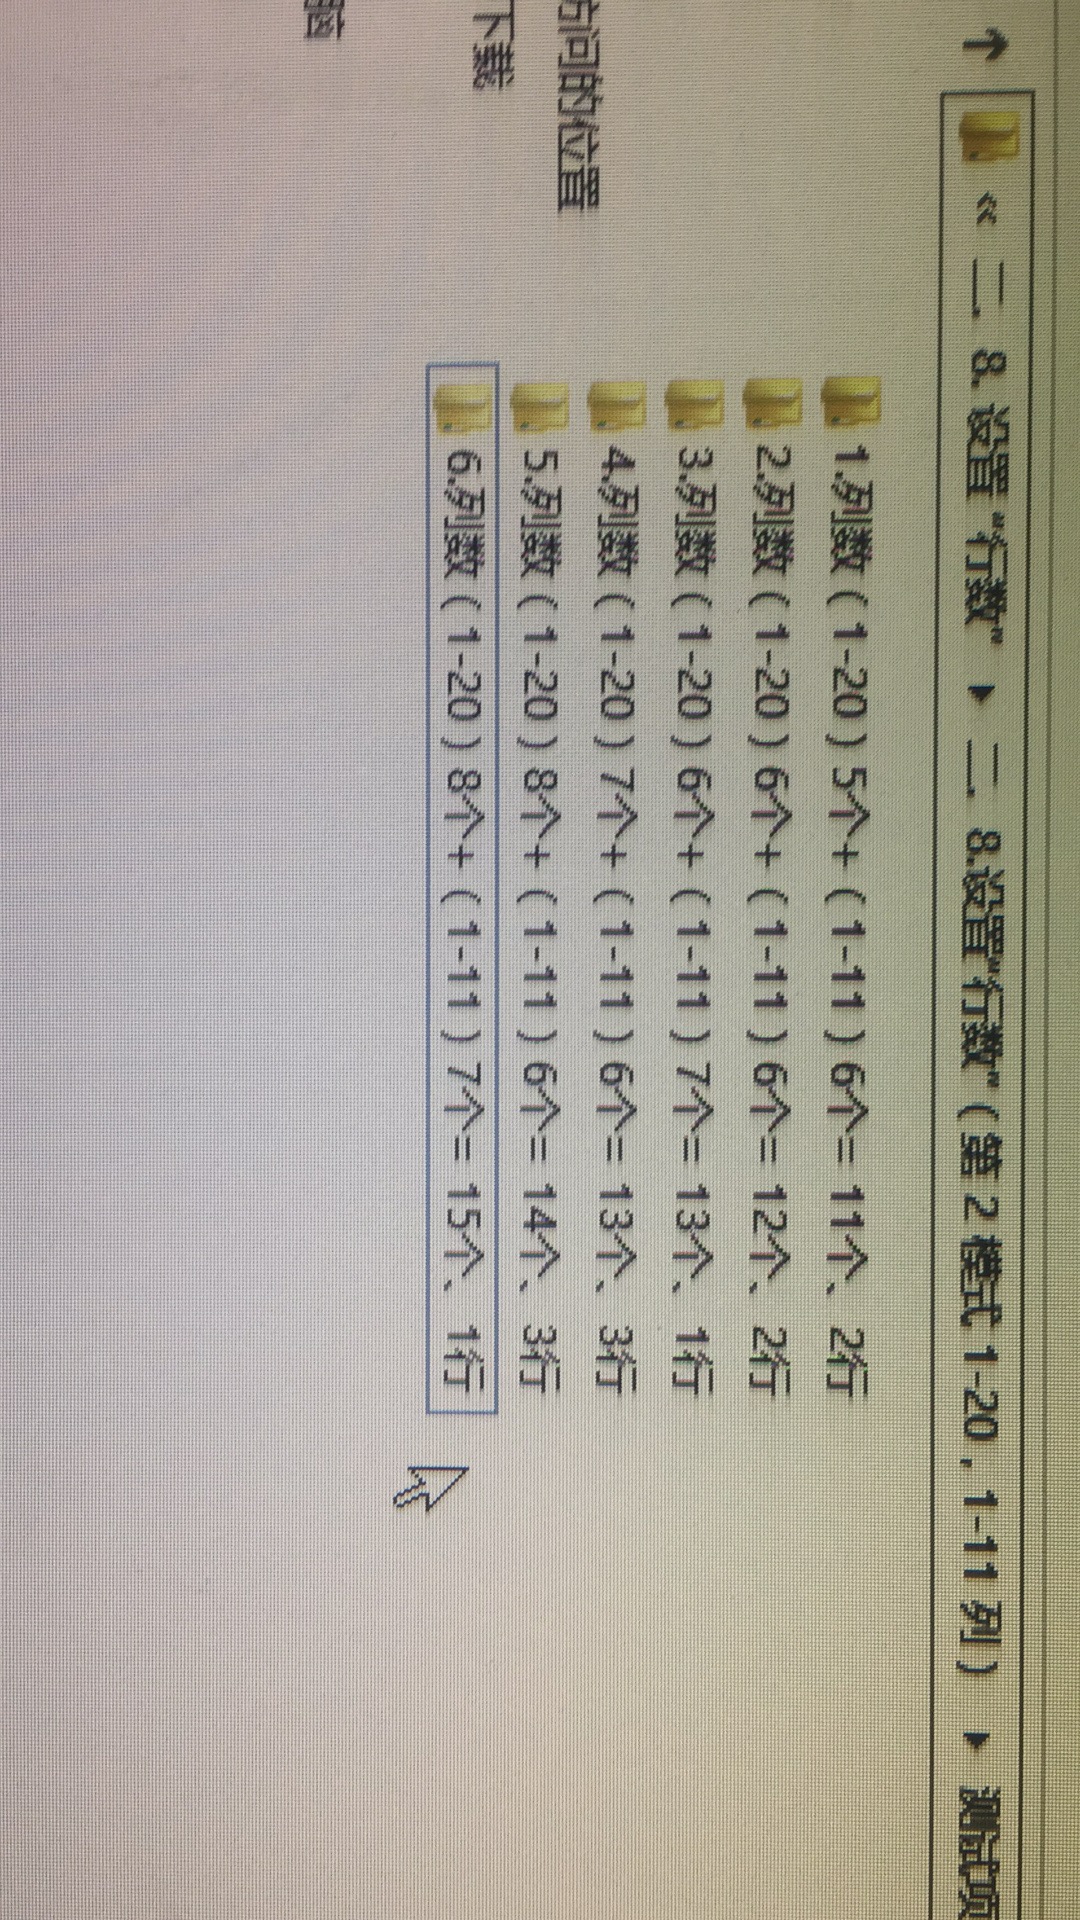 « 二. 8. 设置“行数” ▸ 二. 8.设置“行数”(第 2 模式 1-20，1-11 列) ▸ 测试项
1.列数(1-20)5个+(1-11)6个=11个、2行
2.列数(1-20)6个+(1-11)6个=12个、2行
3.列数(1-20)6个+(1-11)7个=13个、1行
4.列数(1-20)7个+(1-11)6个=13个、3行
5.列数(1-20)8个+(1-11)6个=14个、3行
6.列数(1-20)8个+(1-11)7个=15个、1行
访问的位置
下载
脑